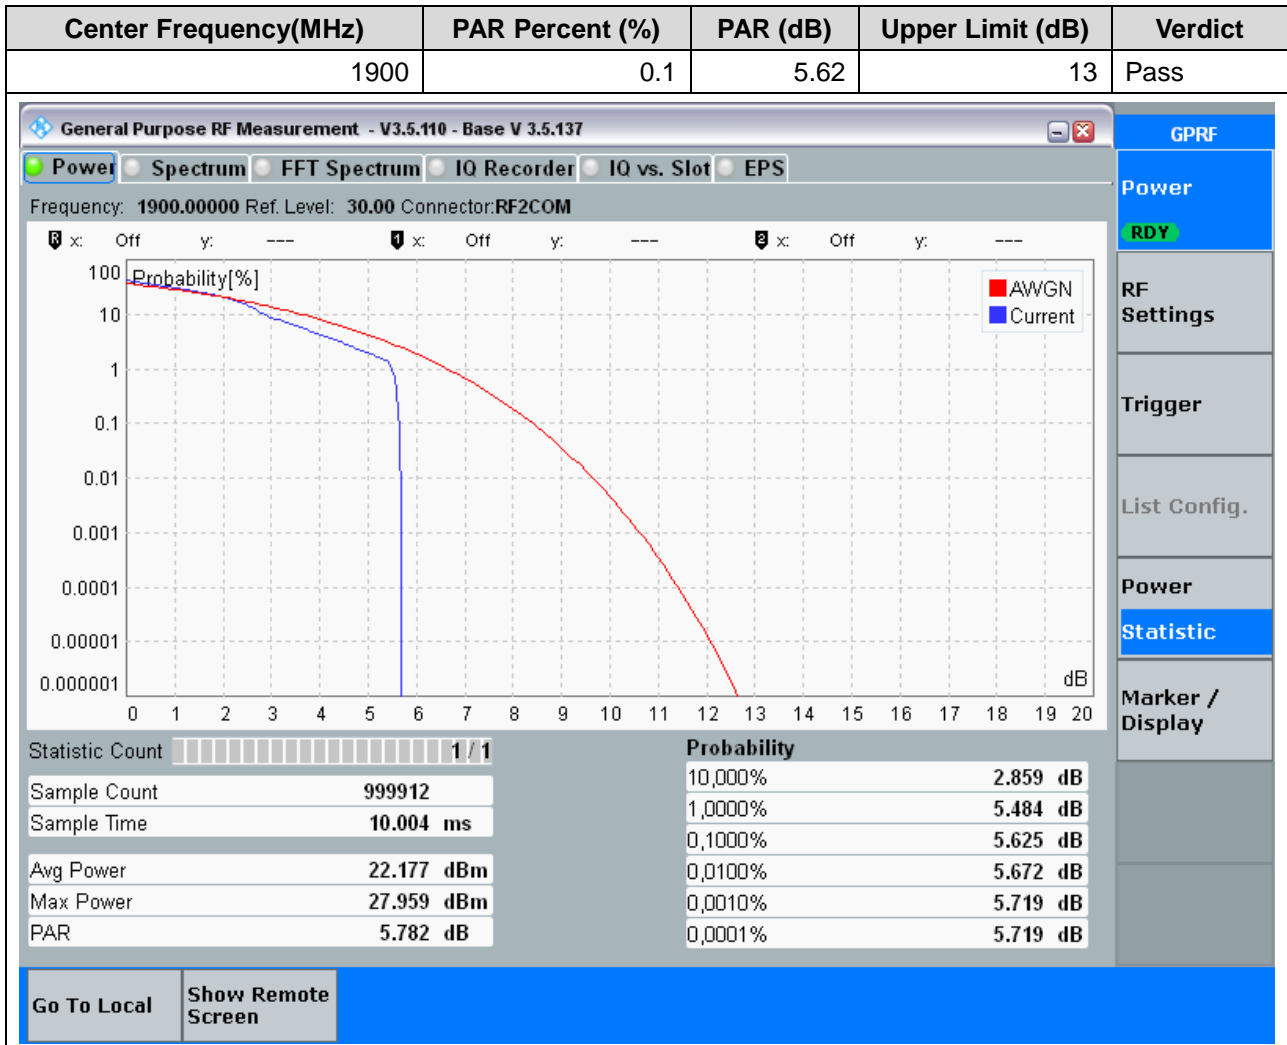 Center Frequency(MHz) PAR Percent (%) PAR (dB) Upper Limit (dB) Verdict
1900 0.1 5.62 13 Pass
General Purpose RF Measurement - V3.5.110 - Base V 3.5.137
GPRF
Power Spectrum FFT Spectrum IQ Recorder IQ vs. Slot EPS
Power
RDY
Frequency: 1900.00000 Ref. Level: 30.00 Connector:RF2COM
R x: Off y: --- 1 x: Off y: --- 2 x: Off y: ---
Probability[%]
AWGN
Current
100
10
1
0.1
0.01
0.001
0.0001
0.00001
0.000001
dB
0 1 2 3 4 5 6 7 8 9 10 11 12 13 14 15 16 17 18 19 20
RF
Settings
Trigger
List Config.
Power
Statistic
Marker /
Display
Statistic Count 1 / 1
Sample Count 999912
Sample Time 10.004 ms
Avg Power 22.177 dBm
Max Power 27.959 dBm
PAR 5.782 dB
Probability
10,000% 2.859 dB
1,0000% 5.484 dB
0,1000% 5.625 dB
0,0100% 5.672 dB
0,0010% 5.719 dB
0,0001% 5.719 dB
Go To Local
Show Remote
Screen